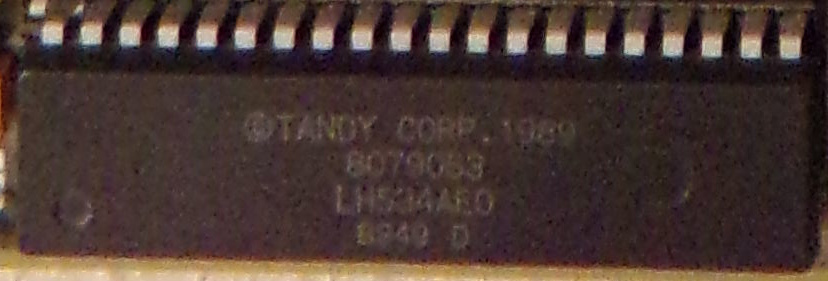 ©TANDY CORP. 1989
8079053
LH534AE0
8949 D